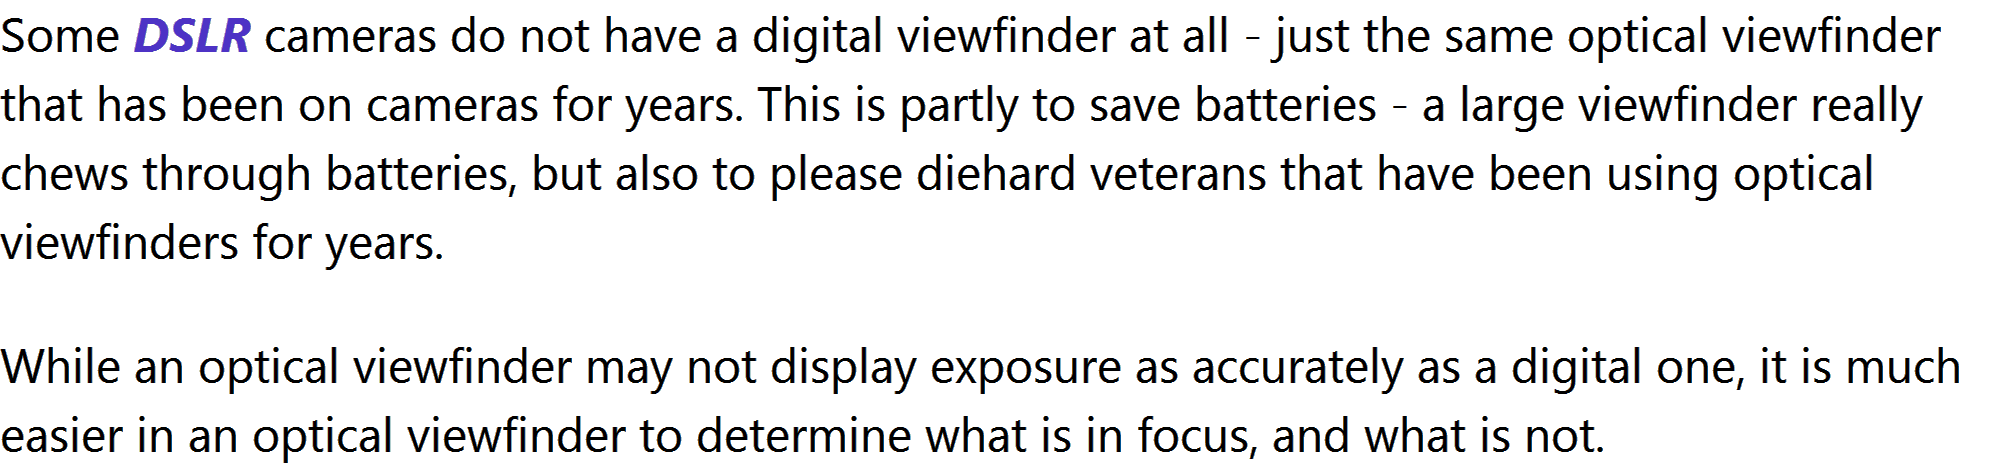 Some DSLR cameras do not have a digital viewfinder at all - just the same optical viewfinder
that has been on cameras for years. This is partly to save batteries - a large viewfinder really
chews through batteries, but also to please diehard veterans that have been using optical
viewfinders for years.
While an optical viewfinder may not display exposure as accurately as a digital one, it is much
easier in an optical viewfinder to determine what is in focus, and what is not.